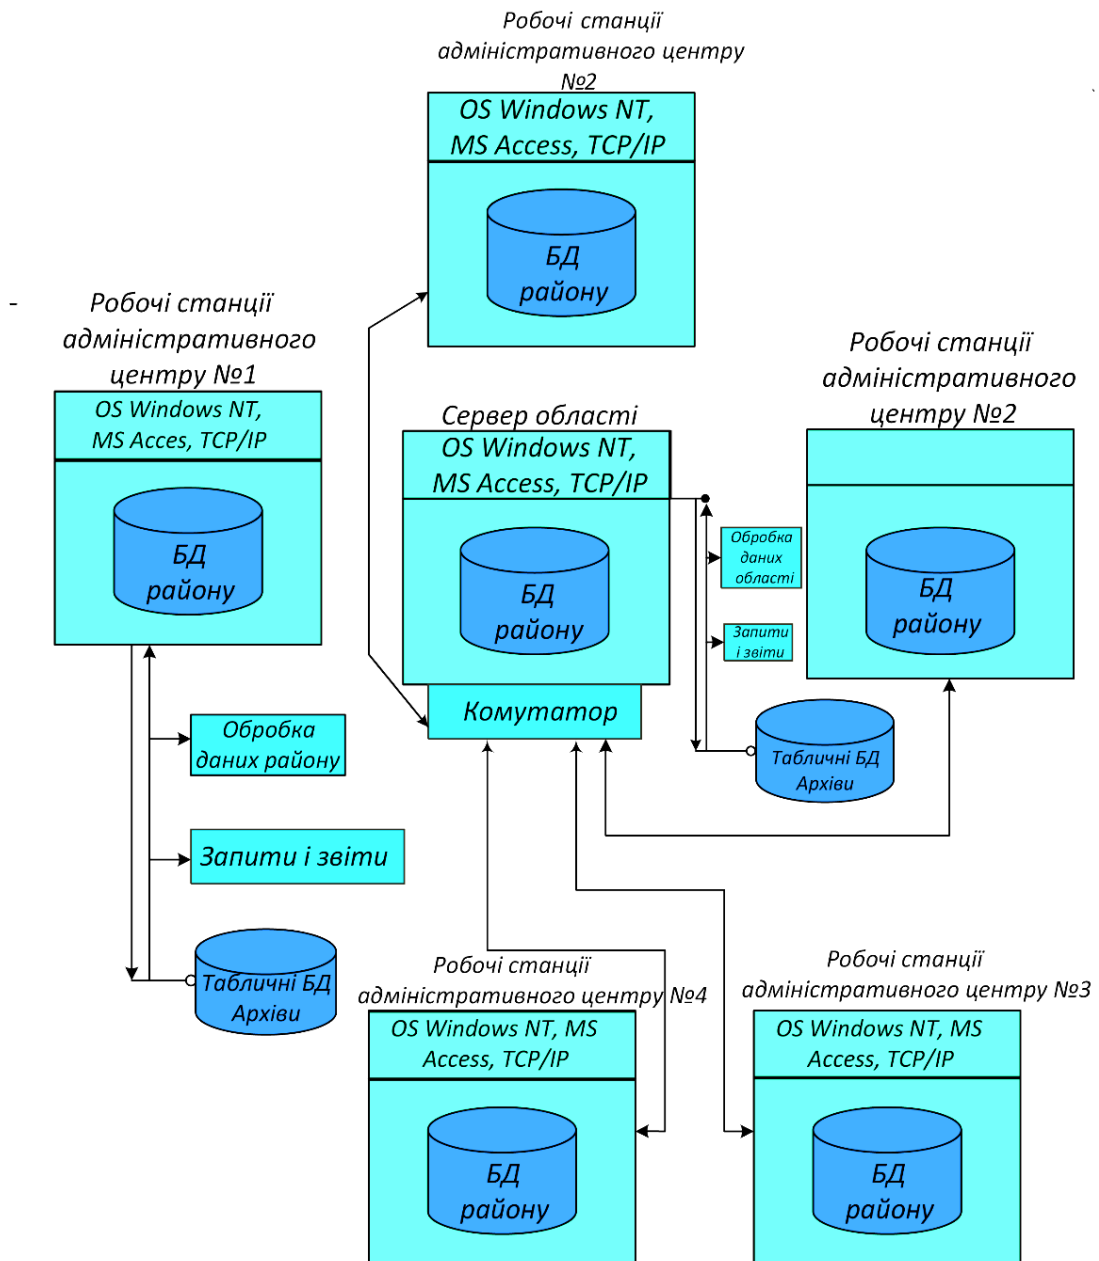 Робочі станції
адміністративного центру
№2
OS Windows NT,
MS Access, TCP/IP
БД
району
-
Робочі станції
адміністративного
центру №1
OS Windows NT,
MS Acces, TCP/IP
БД
району
Обробка
даних району
Запити і звіти
Табличні БД
Архіви
Сервер області
OS Windows NT,
MS Access, TCP/IP
БД
району
Комутатор
Обробка
даних
області
Запити
і звіти
Табличні БД
Архіви
Робочі станції
адміністративного
центру №2
БД
району
Робочі станції
адміністративного центру №4
OS Windows NT, MS
Access, TCP/IP
БД
району
Робочі станції
адміністративного центру №3
OS Windows NT, MS
Access, TCP/IP
БД
району